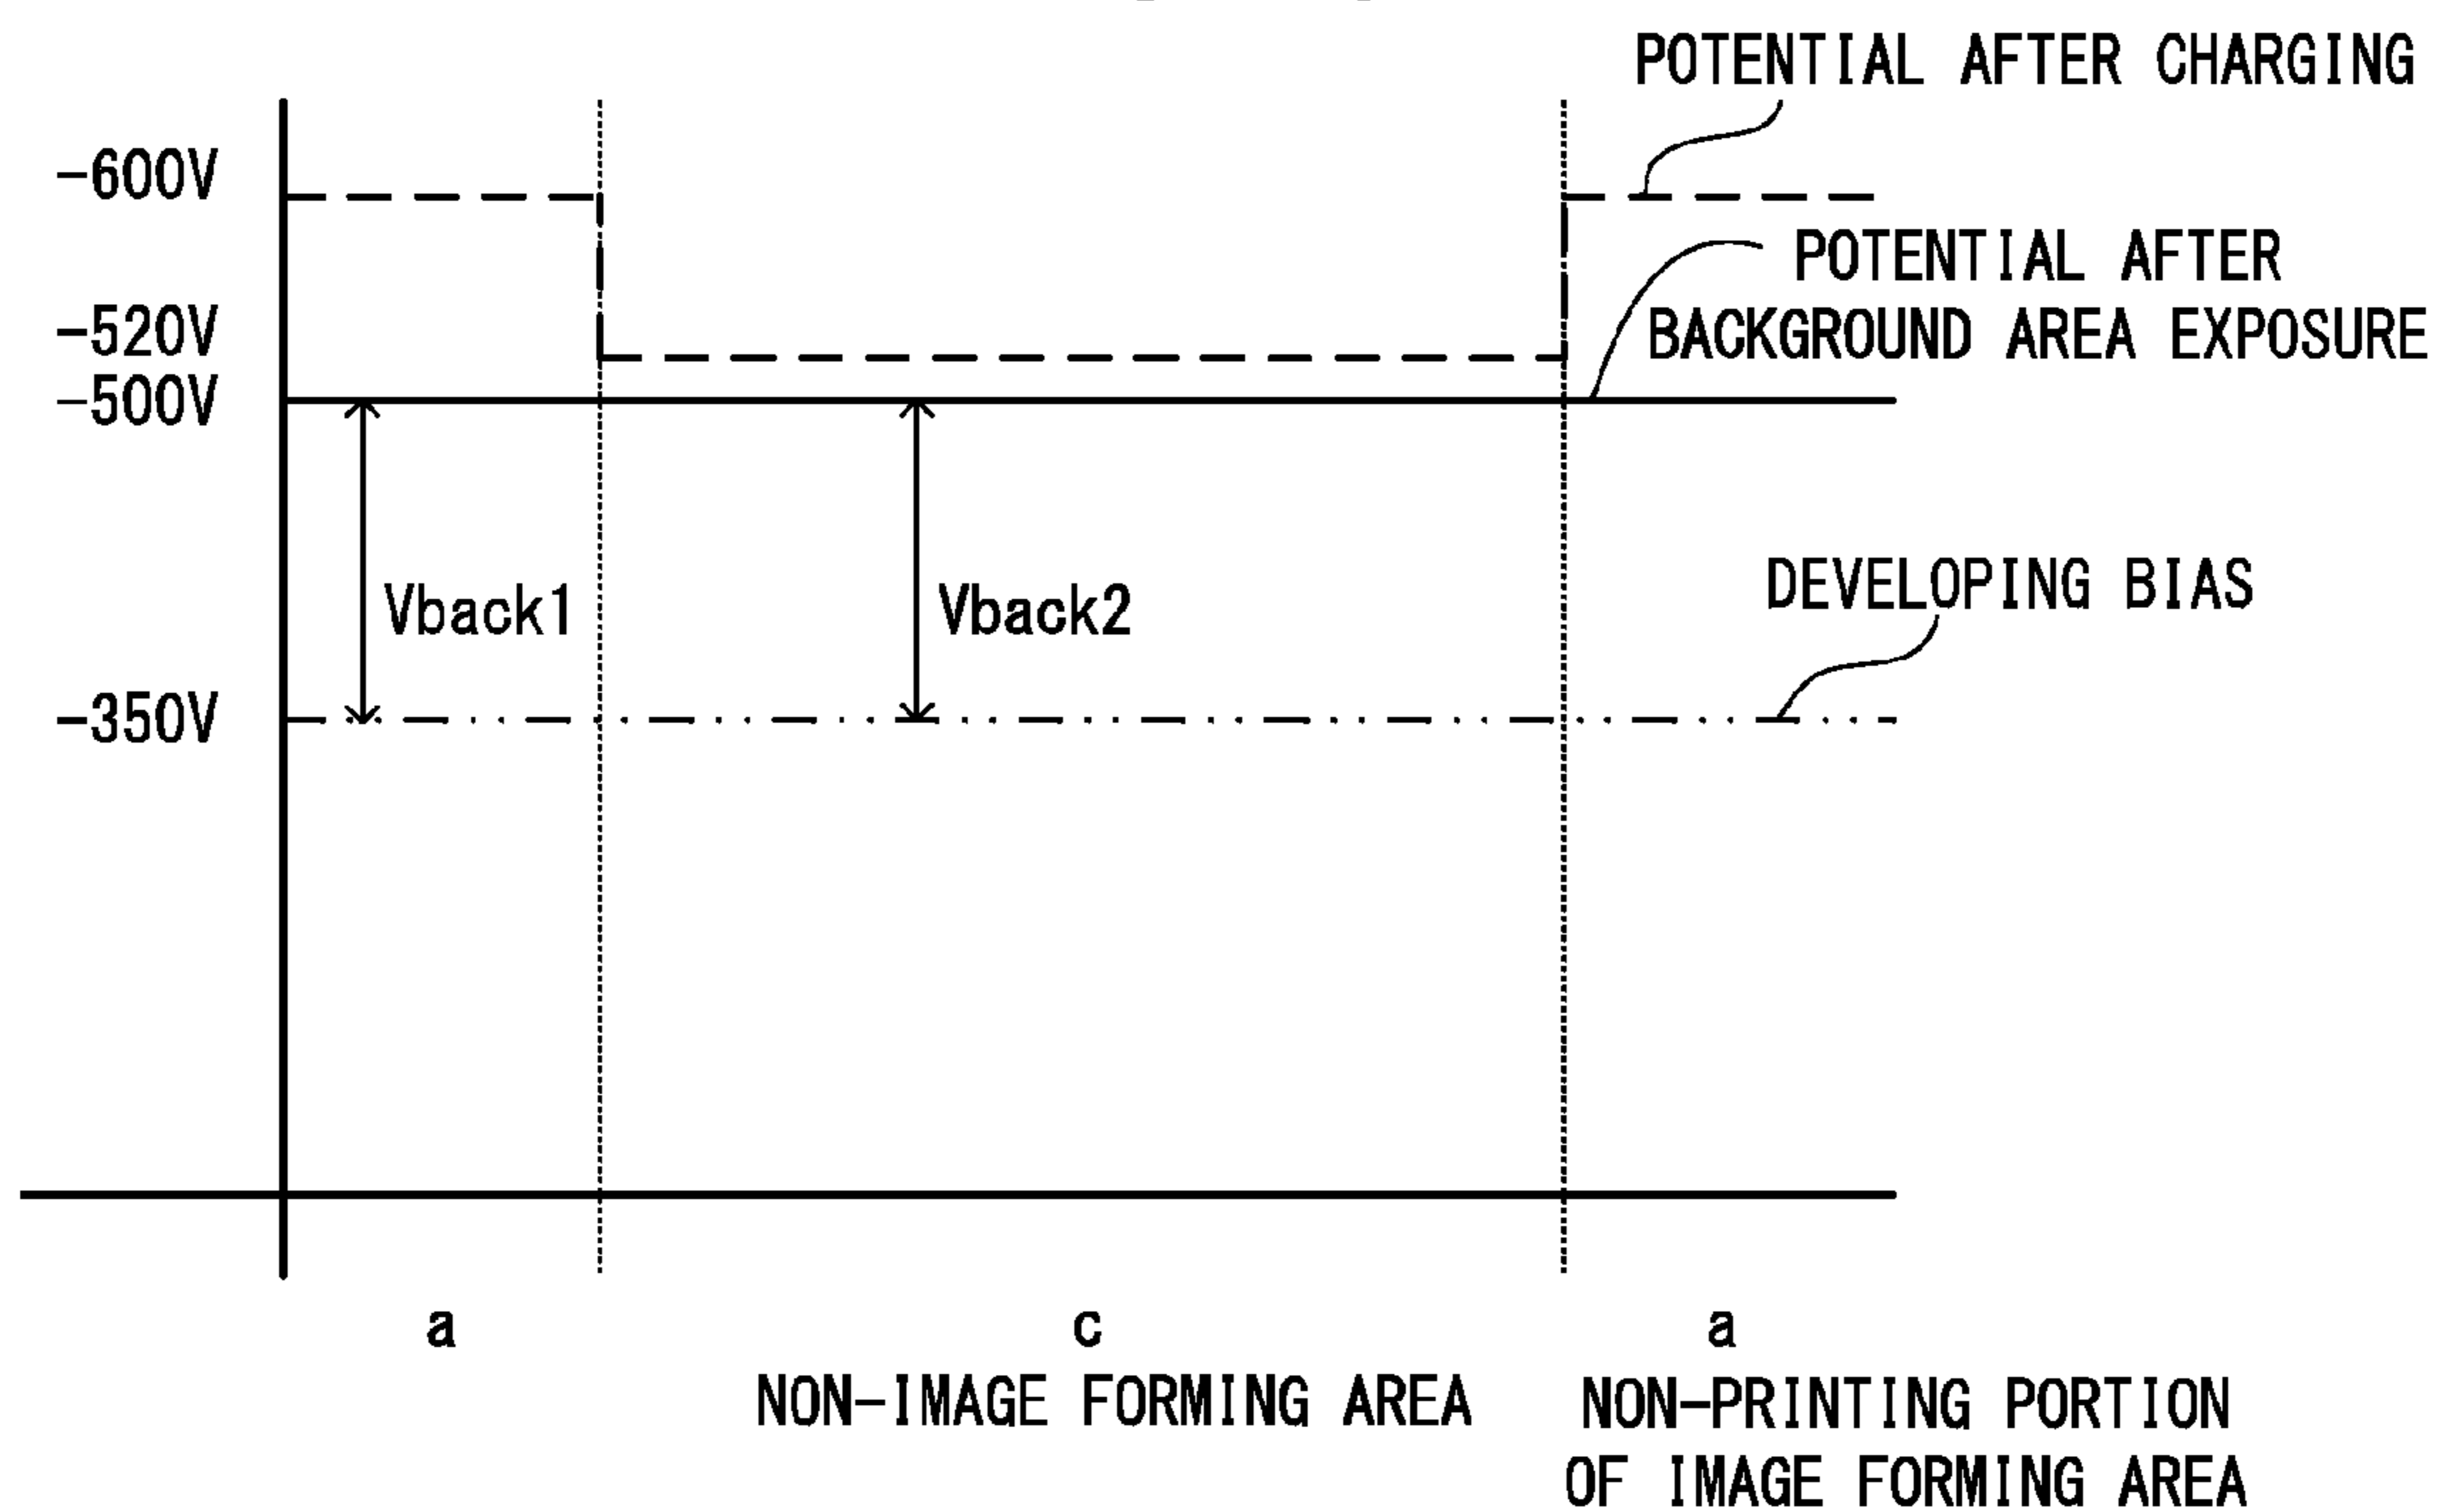 POTENTIAL AFTER CHARGING
-600V
POTENTIAL AFTER
BACKGROUND AREA EXPOSURE
-520V
-500V
Vback1
Vback2
DEVELOPING BIAS
-350V
a
c
a
NON-IMAGE FORMING AREA
NON-PRINTING PORTION
OF IMAGE FORMING AREA